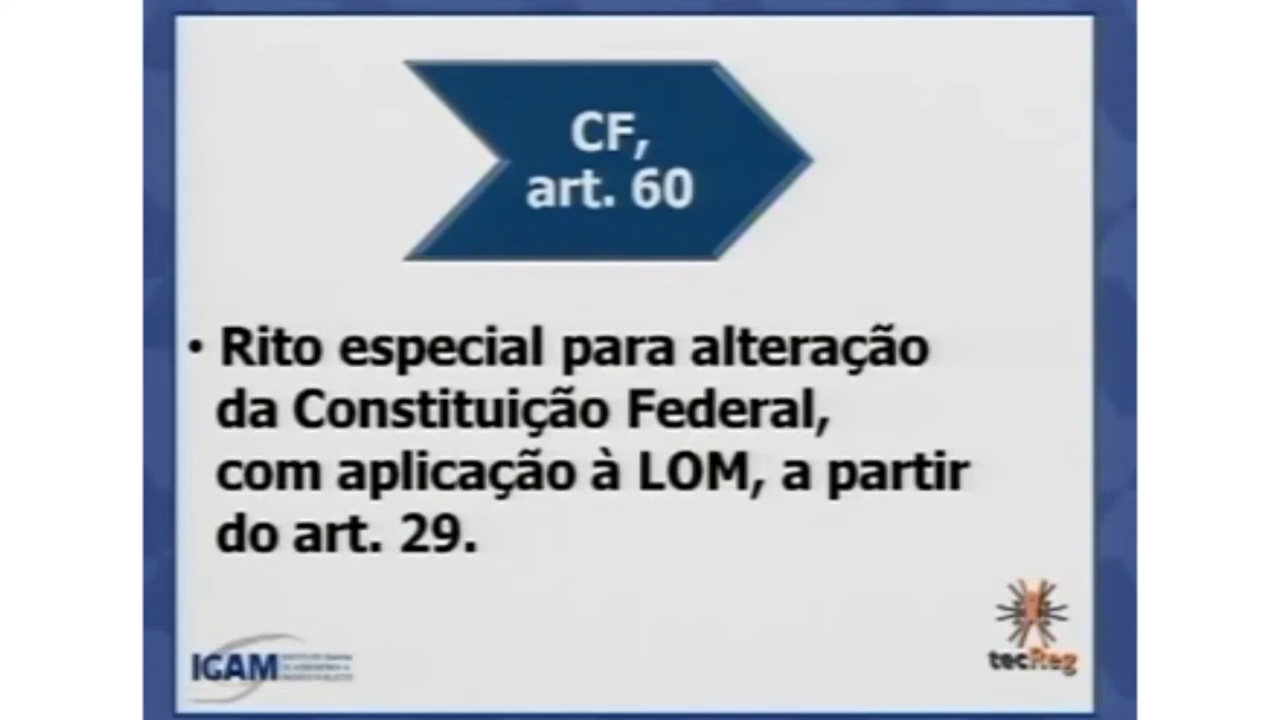 CF,
art. 60
• Rito especial para alteração
da Constituição Federal,
com aplicação à LOM, a partir
do art. 29.
IGAM
tecReg